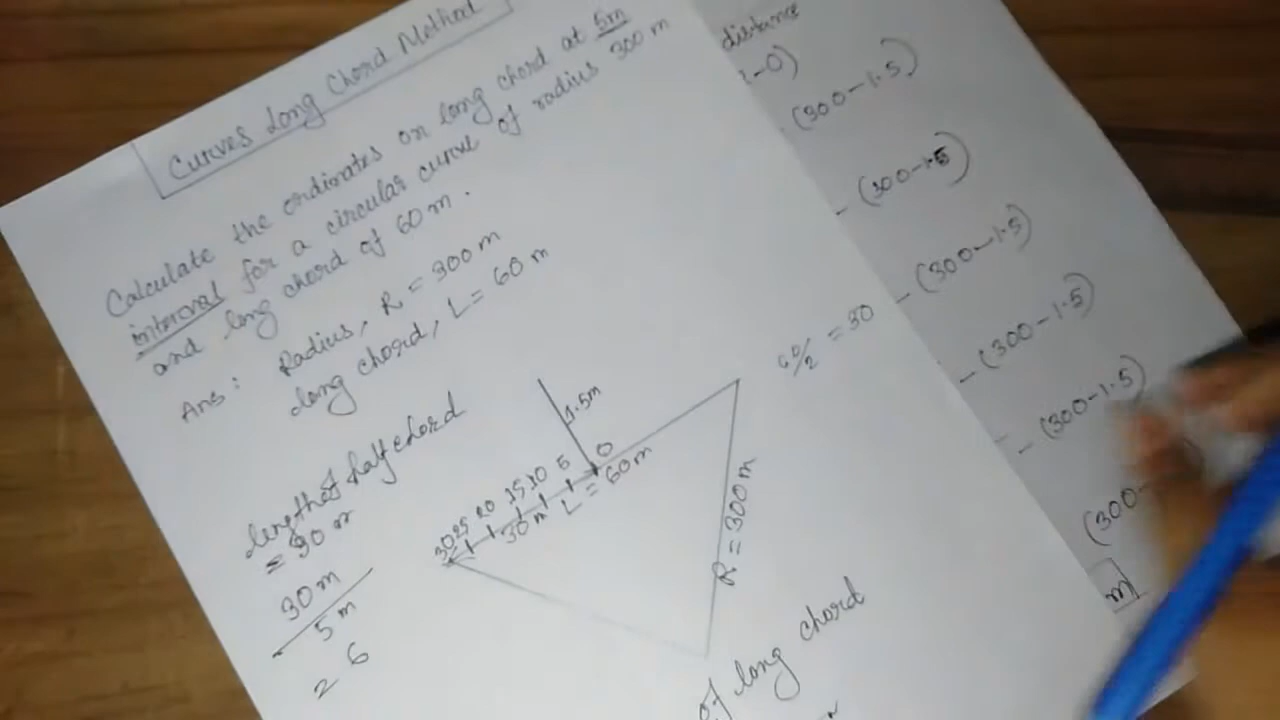 Curves Long Chord Method
Calculate the ordinates on long chord at 5m
interval for a circular curve of radius 300 m
and long chord of 60 m.
Ans: Radius, R = 300 m
long chord, L = 60 m
length of half chord
= 30 m
30 m
5 m
= 6
1.5m
30 25 20 15 10 5 0
30 m
L = 60m
R = 300m
60/2 = 30
of long chord
distance
-0)
(300-1.5)
- (300-1.5)
- (300-1.5)
- (300-1.5)
- (300-1.5)
(300-
m